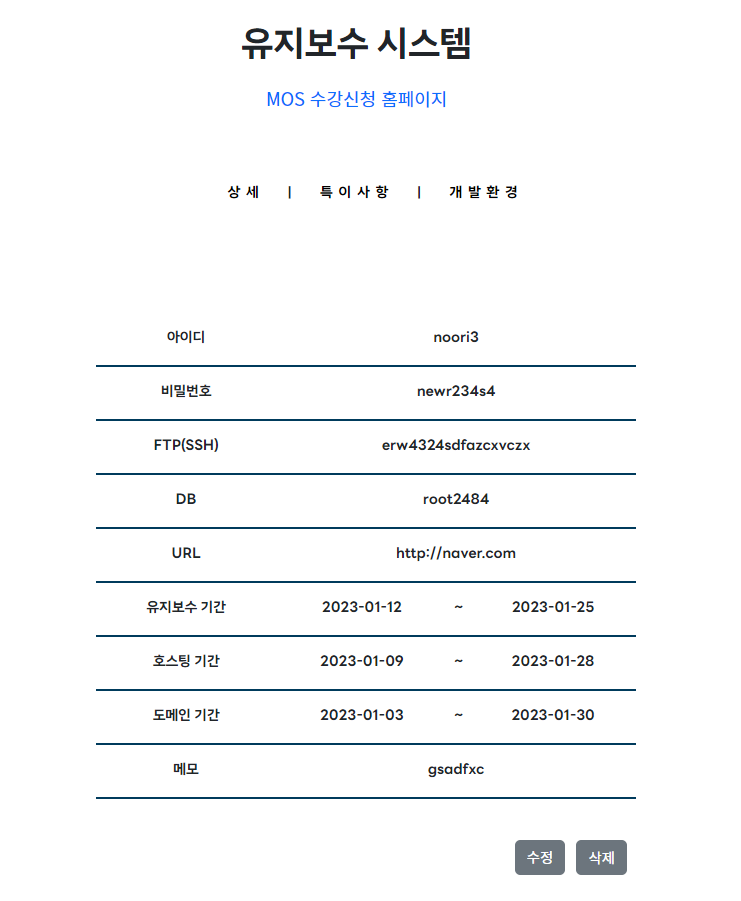 유지보수 시스템
MOS 수강신청 홈페이지
상세 | 특이사항 | 개발환경
아이디 noori3
비밀번호 newr234s4
FTP(SSH) erw4324sdfazcxvczx
DB root2484
URL http://naver.com
유지보수 기간 2023-01-12 ~ 2023-01-25
호스팅 기간 2023-01-09 ~ 2023-01-28
도메인 기간 2023-01-03 ~ 2023-01-30
메모 gsadfxc
수정 삭제